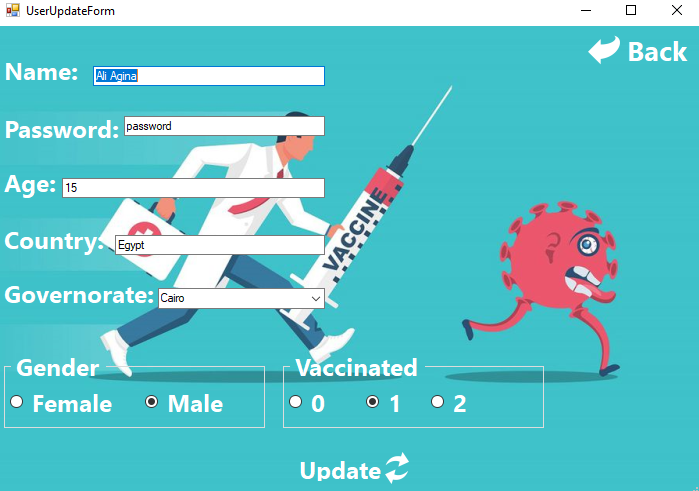 UserUpdateForm
Back
Name: Ali Agina
Password: password
Age: 15
Country: Egypt
Governorate: Cairo
VACCINE
Gender
Female Male
Vaccinated
0 1 2
Update